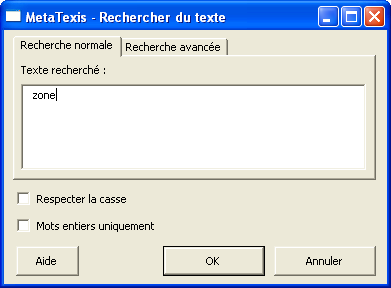 MetaTexis - Rechercher du texte
Recherche normale Recherche avancée
Texte recherché :
zone
Respecter la casse
Mots entiers uniquement
Aide OK Annuler